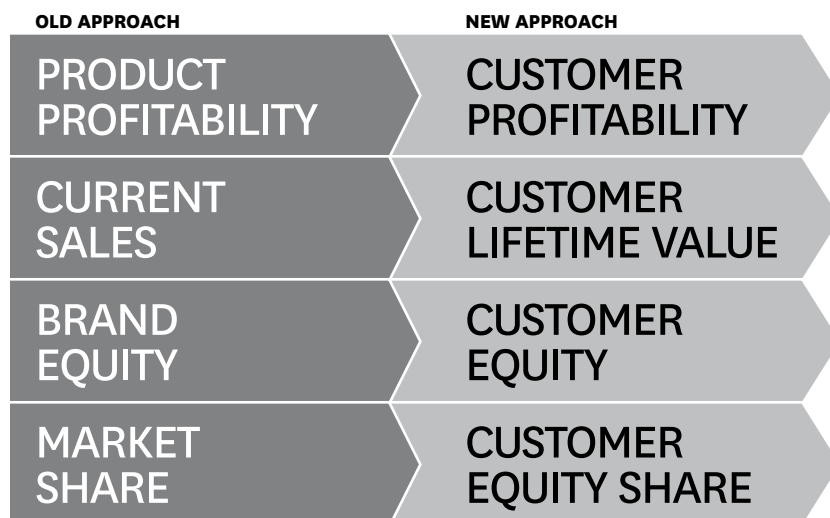 OLD APPROACH
NEW APPROACH
PRODUCT
PROFITABILITY
CUSTOMER
PROFITABILITY
CURRENT
SALES
CUSTOMER
LIFETIME VALUE
BRAND
EQUITY
CUSTOMER
EQUITY
MARKET
SHARE
CUSTOMER
EQUITY SHARE